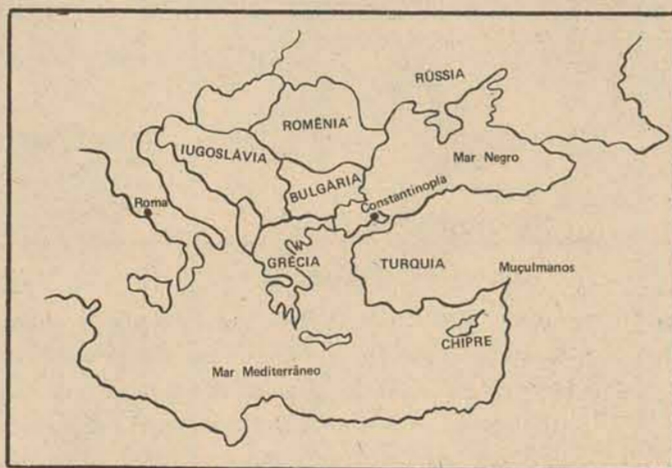 RÚSSIA
ROMÊNIA
IUGOSLÁVIA
Mar Negro
BULGÁRIA
Constantinopla
Roma
GRÉCIA
TURQUIA
Muçulmanos
CHIPRE
Mar Mediterrâneo